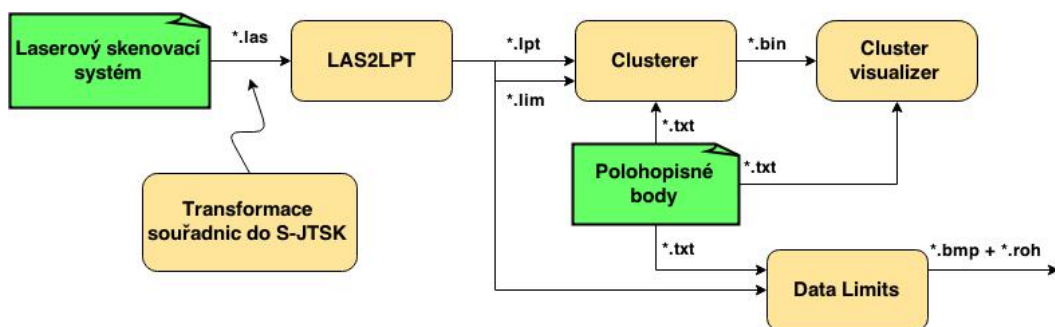 Laserový skenovací
systém
*.las
LAS2LPT
*.lpt
*.lim
Clusterer
*.bin
Cluster
visualizer
*.txt
Polohopisné
body
*.txt
Transformace
souřadnic do S-JTSK
*.txt
Data Limits
*.bmp + *.roh